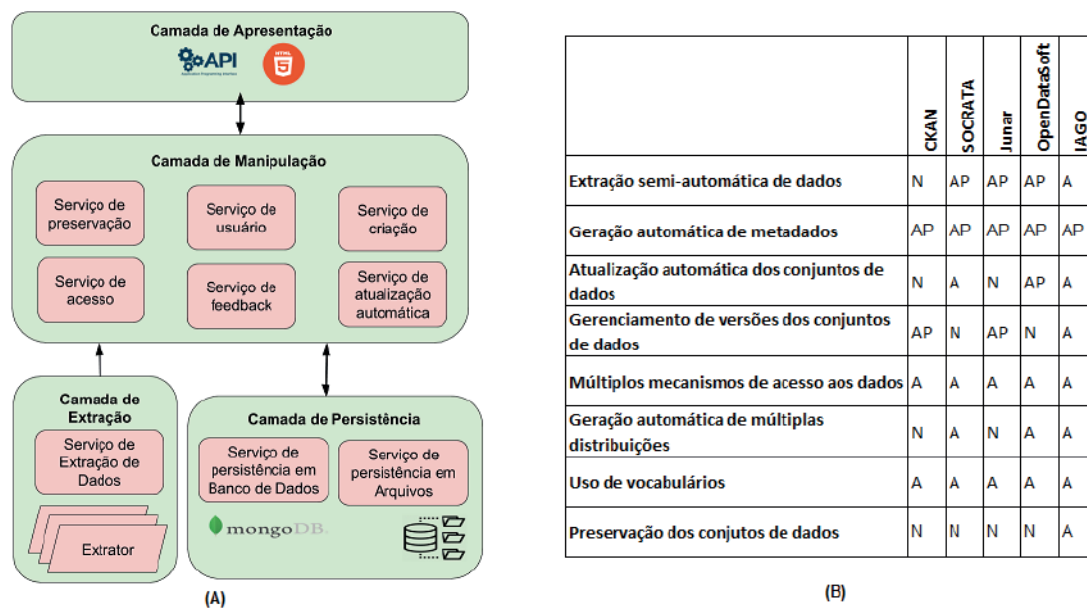 Camada de Apresentação
API
Application Programming Interface
HTML
5
Camada de Manipulação
Serviço de
preservação
Serviço de
usuário
Serviço de
criação
Serviço de
acesso
Serviço de
feedback
Serviço de
atualização
automática
Camada de
Extração
Serviço de
Extração de
Dados
Extrator
Camada de Persistência
Serviço de
persistência em
Banco de Dados
Serviço de
persistência em
Arquivos
mongoDB.
(A)
CKAN SOCRATA Junar OpenDataSoft IAGO
Extração semi-automática de dados N AP AP AP A
Geração automática de metadados AP AP AP AP AP
Atualização automática dos conjuntos de
dados N A N AP A
Gerenciamento de versões dos conjuntos
de dados AP N AP N A
Múltiplos mecanismos de acesso aos dados A A A A A
Geração automática de múltiplas
distribuições N A N A A
Uso de vocabulários A A A A A
Preservação dos conjutos de dados N N N N A
(B)